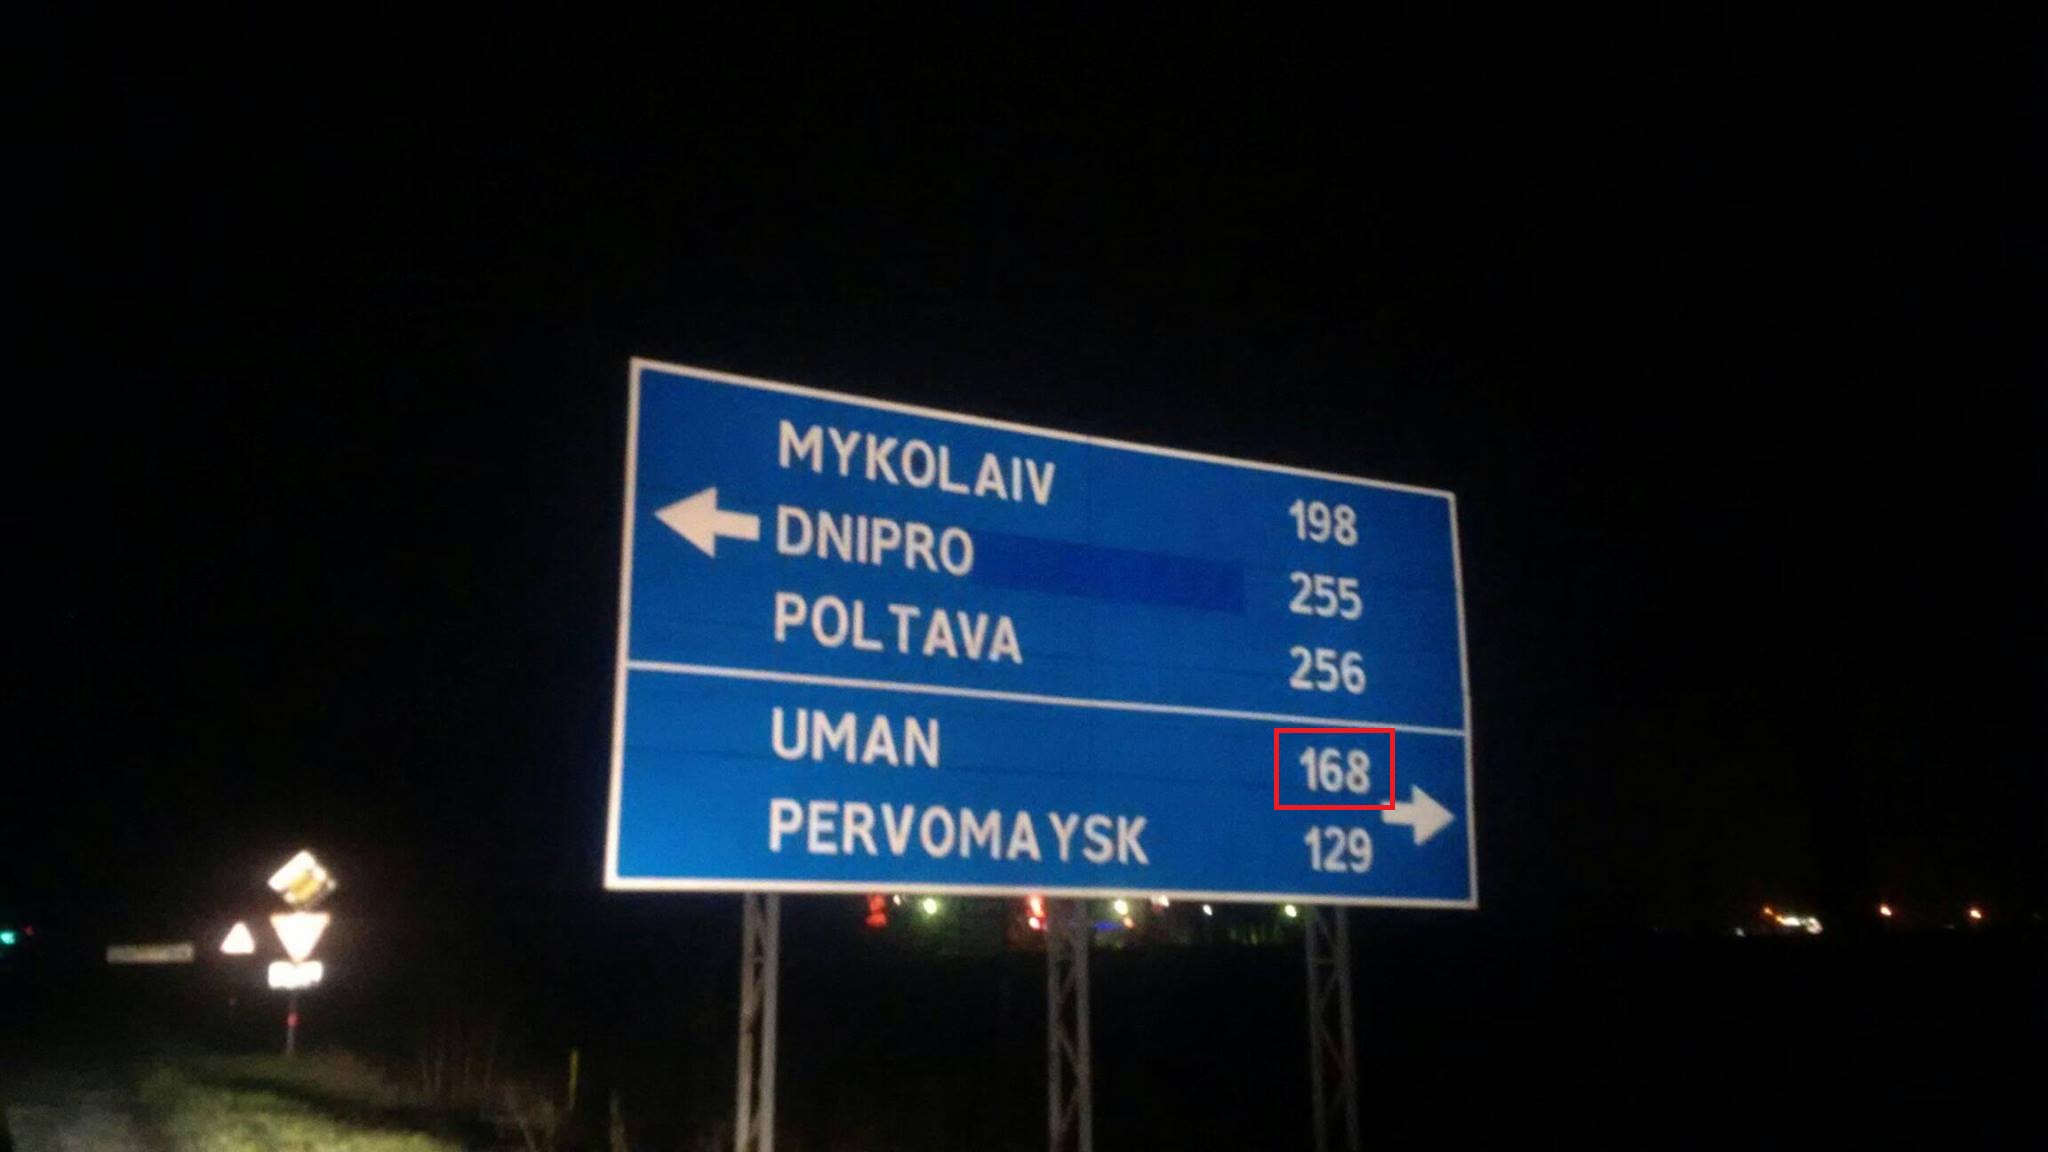 MYKOLAIV 198
DNIPRO 255
POLTAVA 256
UMAN 168
PERVOMAYSK 129